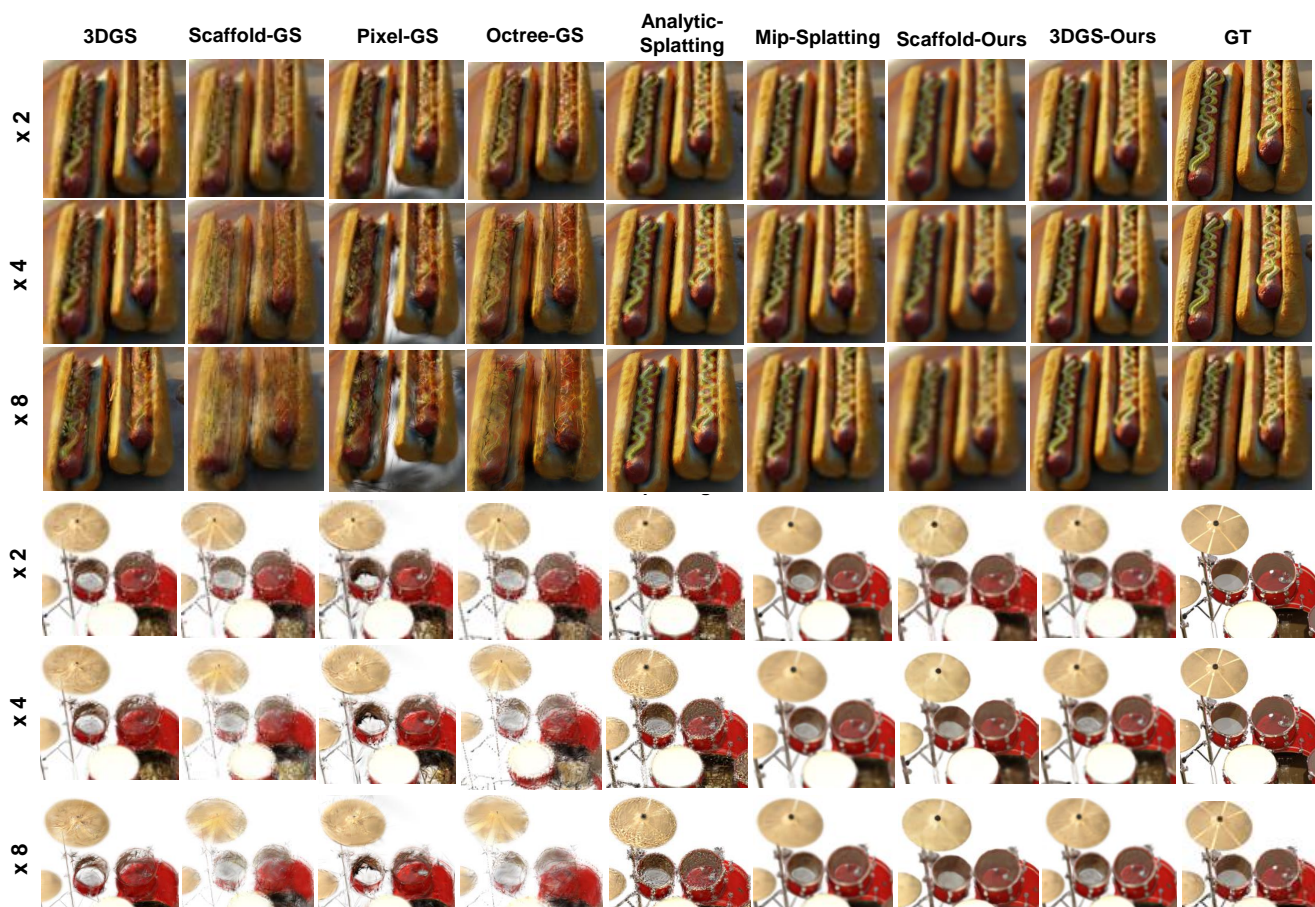 3DGS Scaffold-GS Pixel-GS Octree-GS Analytic-Splatting Mip-Splatting Scaffold-Ours 3DGS-Ours GT
x 2
x 4
x 8
x 2
x 4
x 8